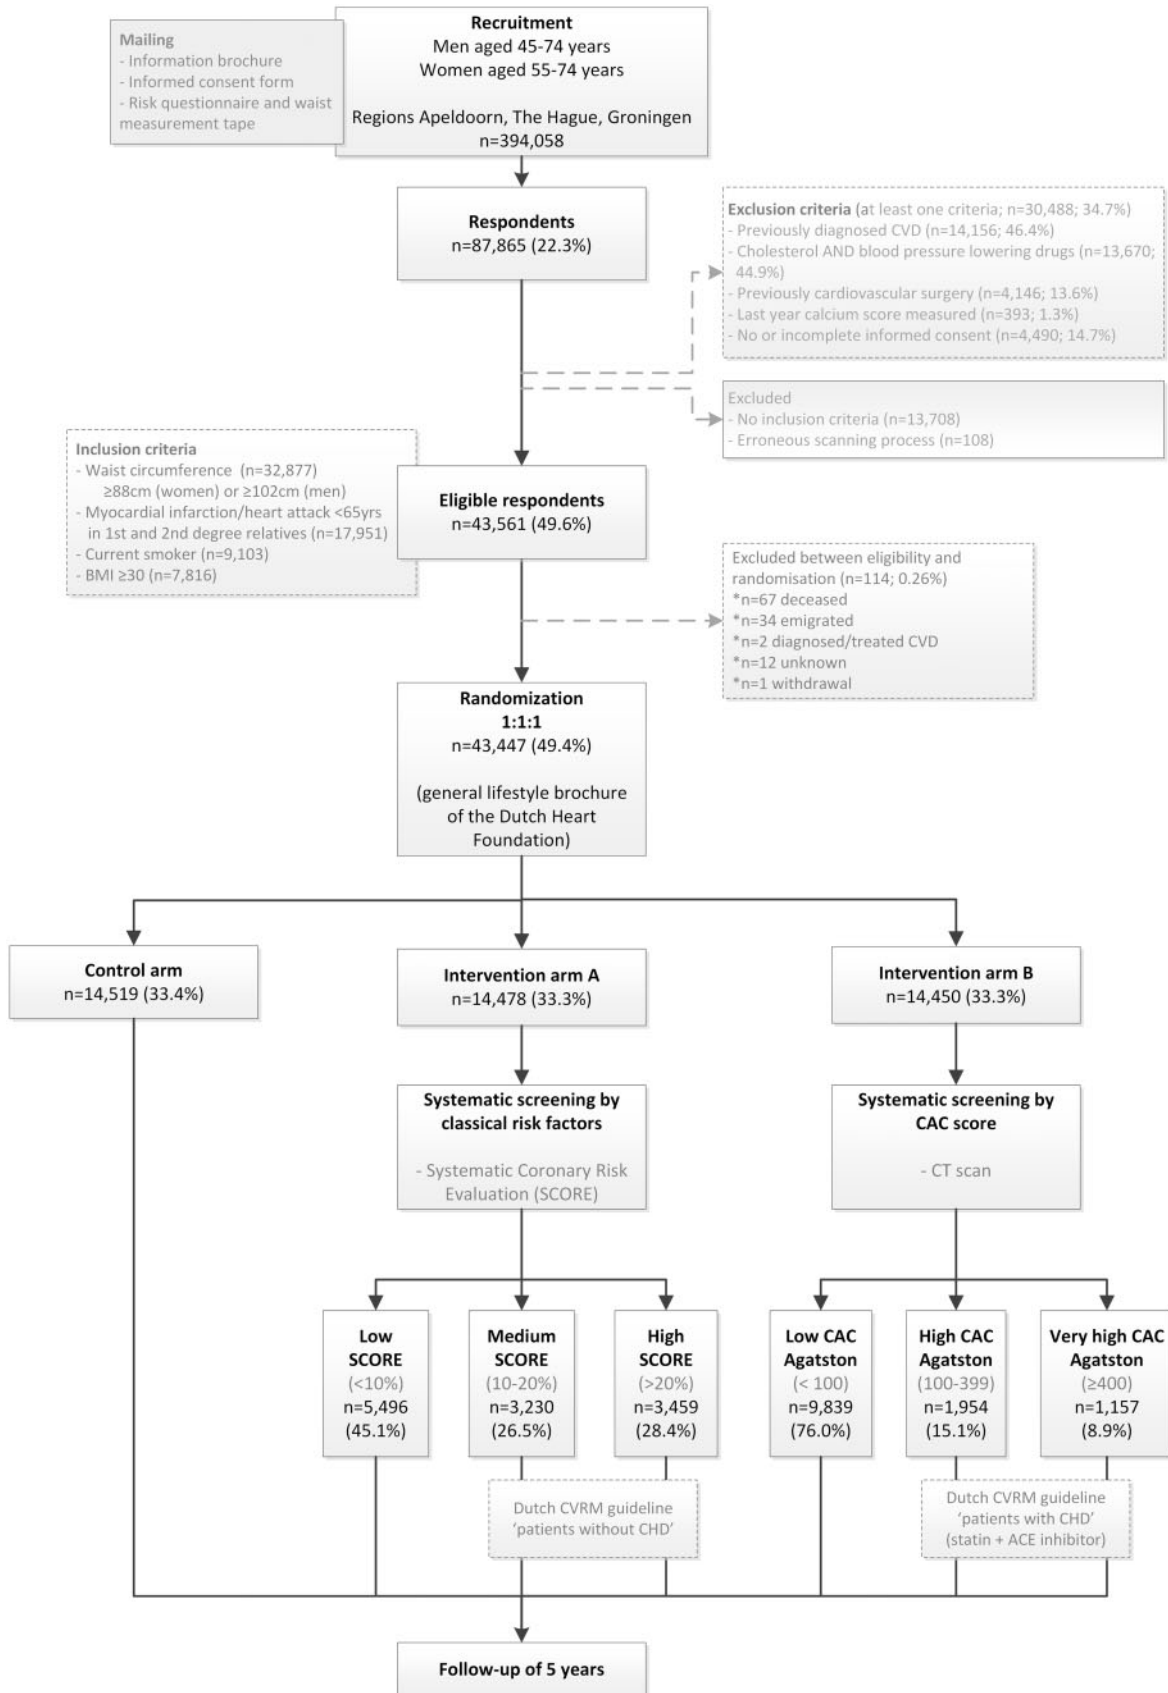 Recruitment
Men aged 45-74 years
Women aged 55-74 years
Regions Apeldoorn, The Hague, Groningen
n=394,058
Mailing
- Information brochure
- Informed consent form
- Risk questionnaire and waist
measurement tape
Respondents
n=87,865 (22.3%)
Exclusion criteria (at least one criteria; n=30,488; 34.7%)
- Previously diagnosed CVD (n=14,156; 46.4%)
- Cholesterol AND blood pressure lowering drugs (n=13,670;
44.9%)
- Previously cardiovascular surgery (n=4,146; 13.6%)
- Last year calcium score measured (n=393; 1.3%)
- No or incomplete informed consent (n=4,490; 14.7%)
Excluded
- No inclusion criteria (n=13,708)
- Erroneous scanning process (n=108)
Inclusion criteria
- Waist circumference (n=32,877)
≥88cm (women) or ≥102cm (men)
- Myocardial infarction/heart attack <65yrs
in 1st and 2nd degree relatives (n=17,951)
- Current smoker (n=9,103)
- BMI ≥30 (n=7,816)
Eligible respondents
n=43,561 (49.6%)
Excluded between eligibility and
randomisation (n=114; 0.26%)
*n=67 deceased
*n=34 emigrated
*n=2 diagnosed/treated CVD
*n=12 unknown
*n=1 withdrawal
Randomization
1:1:1
n=43,447 (49.4%)
(general lifestyle brochure
of the Dutch Heart
Foundation)
Control arm
n=14,519 (33.4%)
Intervention arm A
n=14,478 (33.3%)
Intervention arm B
n=14,450 (33.3%)
Systematic screening by
classical risk factors
- Systematic Coronary Risk
Evaluation (SCORE)
Systematic screening by
CAC score
- CT scan
Low
SCORE
(<10%)
n=5,496
(45.1%)
Medium
SCORE
(10-20%)
n=3,230
(26.5%)
High
SCORE
(>20%)
n=3,459
(28.4%)
Low CAC
Agatston
(< 100)
n=9,839
(76.0%)
High CAC
Agatston
(100-399)
n=1,954
(15.1%)
Very high CAC
Agatston
(≥400)
n=1,157
(8.9%)
Dutch CVRM guideline
'patients without CHD'
Dutch CVRM guideline
'patients with CHD'
(statin + ACE inhibitor)
Follow-up of 5 years